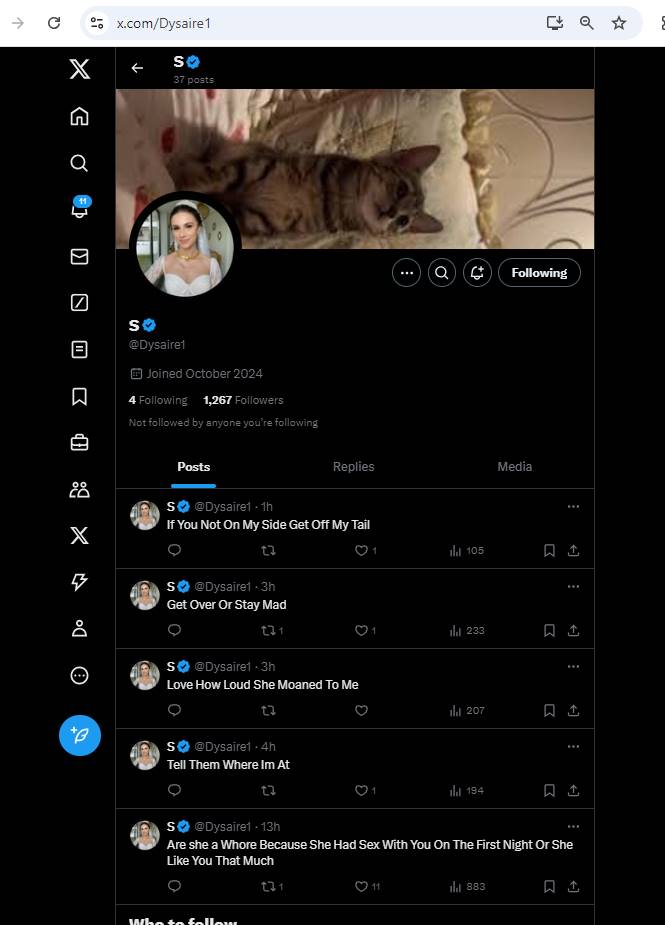 x.com/Dysaire1
S
37 posts
11
Following
S
@Dysaire1
Joined October 2024
4 Following 1,267 Followers
Not followed by anyone you're following
Posts Replies Media
S @Dysaire1 · 1h
If You Not On My Side Get Off My Tail
1 105
S @Dysaire1 · 3h
Get Over Or Stay Mad
1 1 233
S @Dysaire1 · 3h
Love How Loud She Moaned To Me
207
S @Dysaire1 · 4h
Tell Them Where Im At
1 194
S @Dysaire1 · 13h
Are she a Whore Because She Had Sex With You On The First Night Or She
Like You That Much
1 11 883
Who to follow